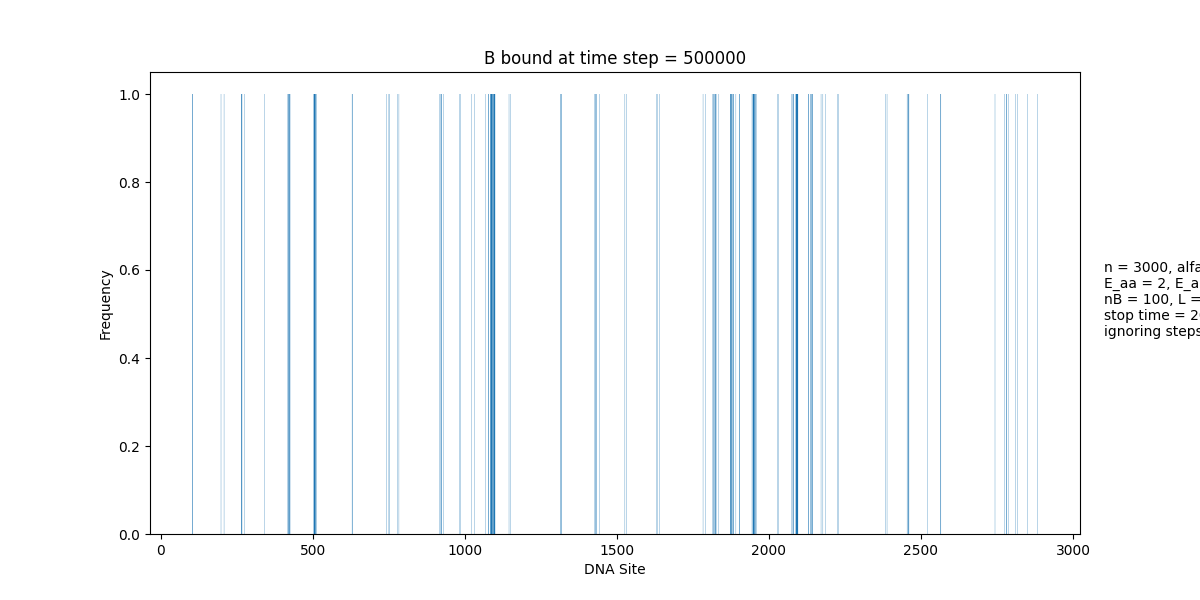 B bound at time step = 500000
1.0
0.8
0.6
0.4
0.2
0.0
Frequency
0 500 1000 1500 2000 2500 3000
DNA Site
n = 3000, alfa
E_aa = 2, E_a
nB = 100, L =
stop time = 2
ignoring steps